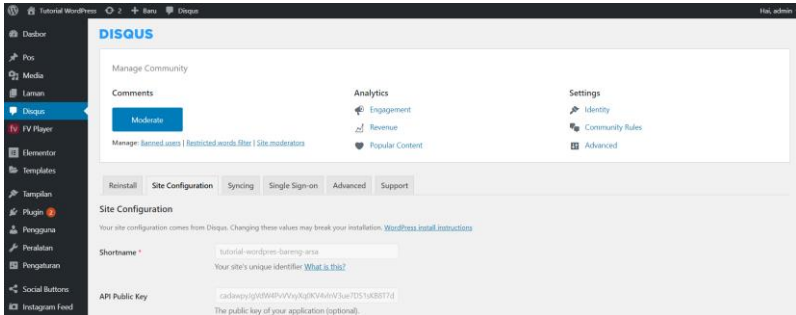 Tutorial WordPress 2 + Baru Disqus
Hai, admin
Dasbor
Pos
Media
Laman
Disqus
FV Player
Elementor
Templates
Tampilan
Plugin 2
Pengguna
Peralatan
Pengaturan
Social Buttons
Instagram Feed
DISQUS
Manage Community
Comments
Moderate
Manage: Banned users | Restricted words filter | Site moderators
Analytics
Engagement
Revenue
Popular Content
Settings
Identity
Community Rules
Advanced
Reinstall Site Configuration Syncing Single Sign-on Advanced Support
Site Configuration
Your site configuration comes from Disqus. Changing these values may break your installation. WordPress install instructions
Shortname *
tutorial-wordpres-bareng-arsa
Your site's unique identifier What is this?
API Public Key
The public key of your application (optional).